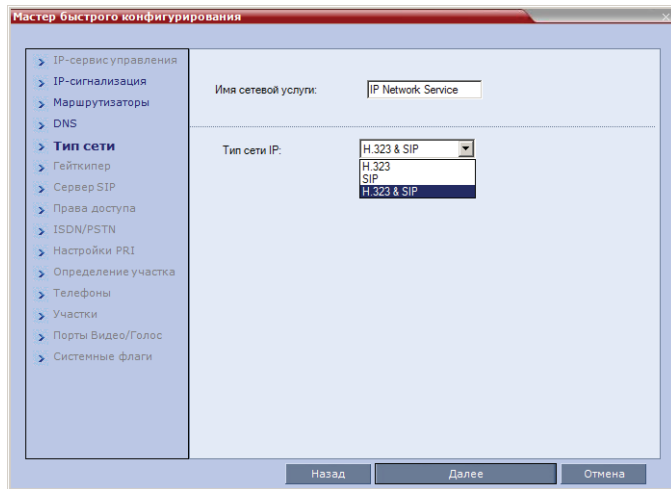 Мастер быстрого конфигурирования
IP-сервис управления
IP-сигнализация
Маршрутизаторы
DNS
Тип сети
Гейткипер
Сервер SIP
Права доступа
ISDN/PSTN
Настройки PRI
Определение участка
Телефоны
Участки
Порты Видео/Голос
Системные флаги
Имя сетевой услуги: IP Network Service
Тип сети IP: H.323 & SIP
H.323
SIP
H.323 & SIP
Назад Далее Отмена